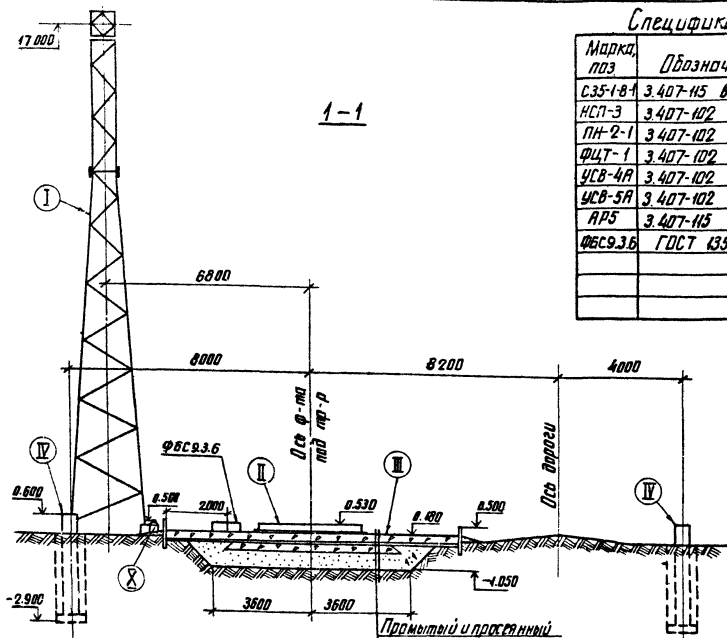 Специфик
17.000
1-1
Марка, поз.
Обознач
С35-1-8-1 3.407-115 В
НСП-3 3.407-102
ПН-2-1 3.407-102
ФЦТ-1 3.407-102
УСВ-4А 3.407-102
УСВ-5А 3.407-102
АР5 3.407-115
ФБС9.3.6 ГОСТ 135
I
6800
8000
8200
4000
Ось ф-та
под тр-р
Ось дороги
IV
ФБС9.3.6
II
III
IV
0.600
0.500
2000
0.530
0.180
0.500
X
-1.050
-2.900
3600
3600
Промытый и просеянный